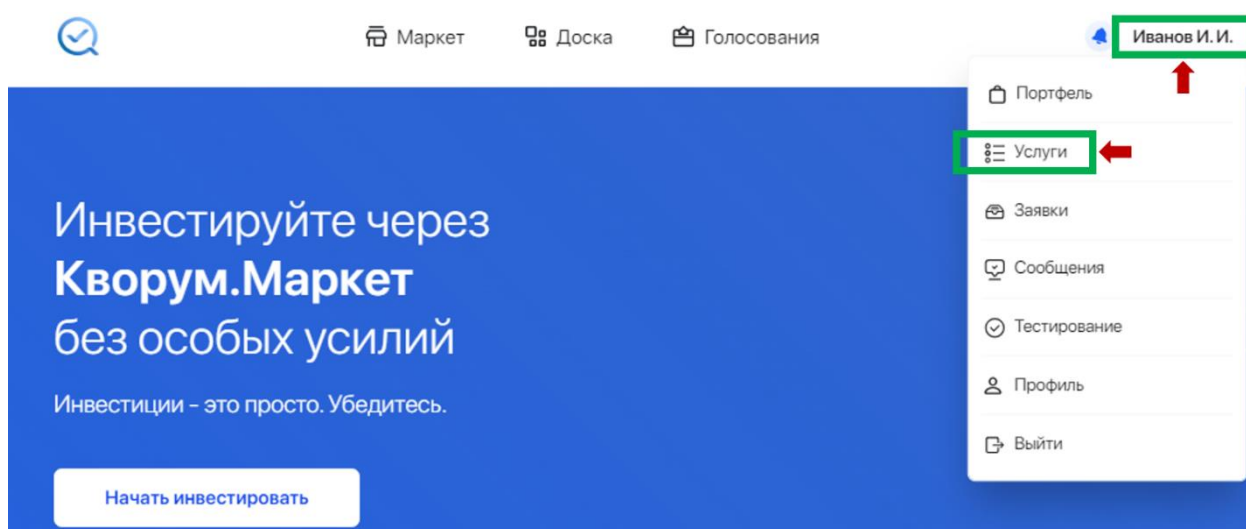 Маркет
Доска
Голосования
Иванов И. И.
Портфель
Услуги
Заявки
Сообщения
Тестирование
Профиль
Выйти
Инвестируйте через
Кворум.Маркет
без особых усилий
Инвестиции – это просто. Убедитесь.
Начать инвестировать